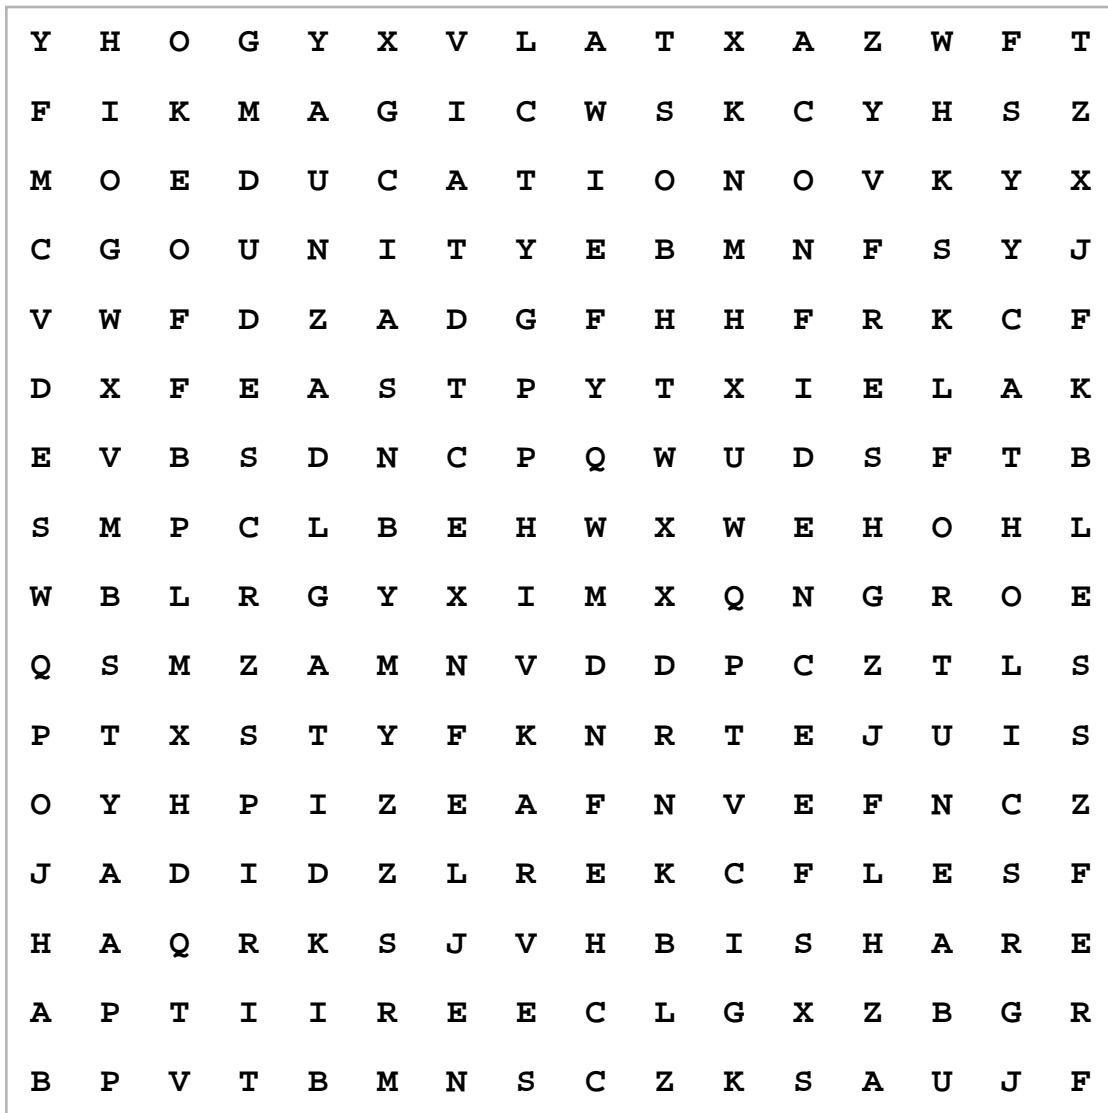 Y H O G Y X V L A T X A Z W F T
F I K M A G I C W S K C Y H S Z
M O E D U C A T I O N O V K Y X
C G O U N I T Y E B M N F S Y J
V W F D Z A D G F H H F R K C F
D X F E A S T P Y T X I E L A K
E V B S D N C P Q W U D S F T B
S M P C L B E H W X W E H O H L
W B L R G Y X I M X Q N G R O E
Q S M Z A M N V D D P C Z T L S
P T X S T Y F K N R T E J U I S
O Y H P I Z E A F N V E F N C Z
J A D I D Z L R E K C F L E S F
H A Q R K S J V H B I S H A R E
A P T I I R E E C L G X Z B G R
B P V T B M N S C Z K S A U J F